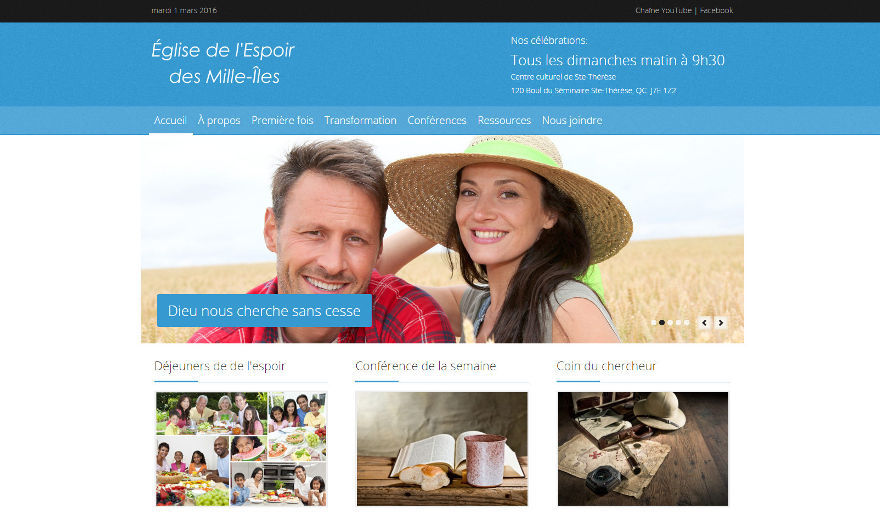 mardi 1 mars 2016
Chaîne YouTube | Facebook
Église de l'Espoir
des Mille-Îles
Nos célébrations:
Tous les dimanches matin à 9h30
Centre culturel de Ste-Thérèse
120 Boul du Séminaire Ste-Thérèse, QC J7E 1Z2
Accueil À propos Première fois Transformation Conférences Ressources Nous joindre
Dieu nous cherche sans cesse
Déjeuners de de l'espoir
Conférence de la semaine
Coin du chercheur